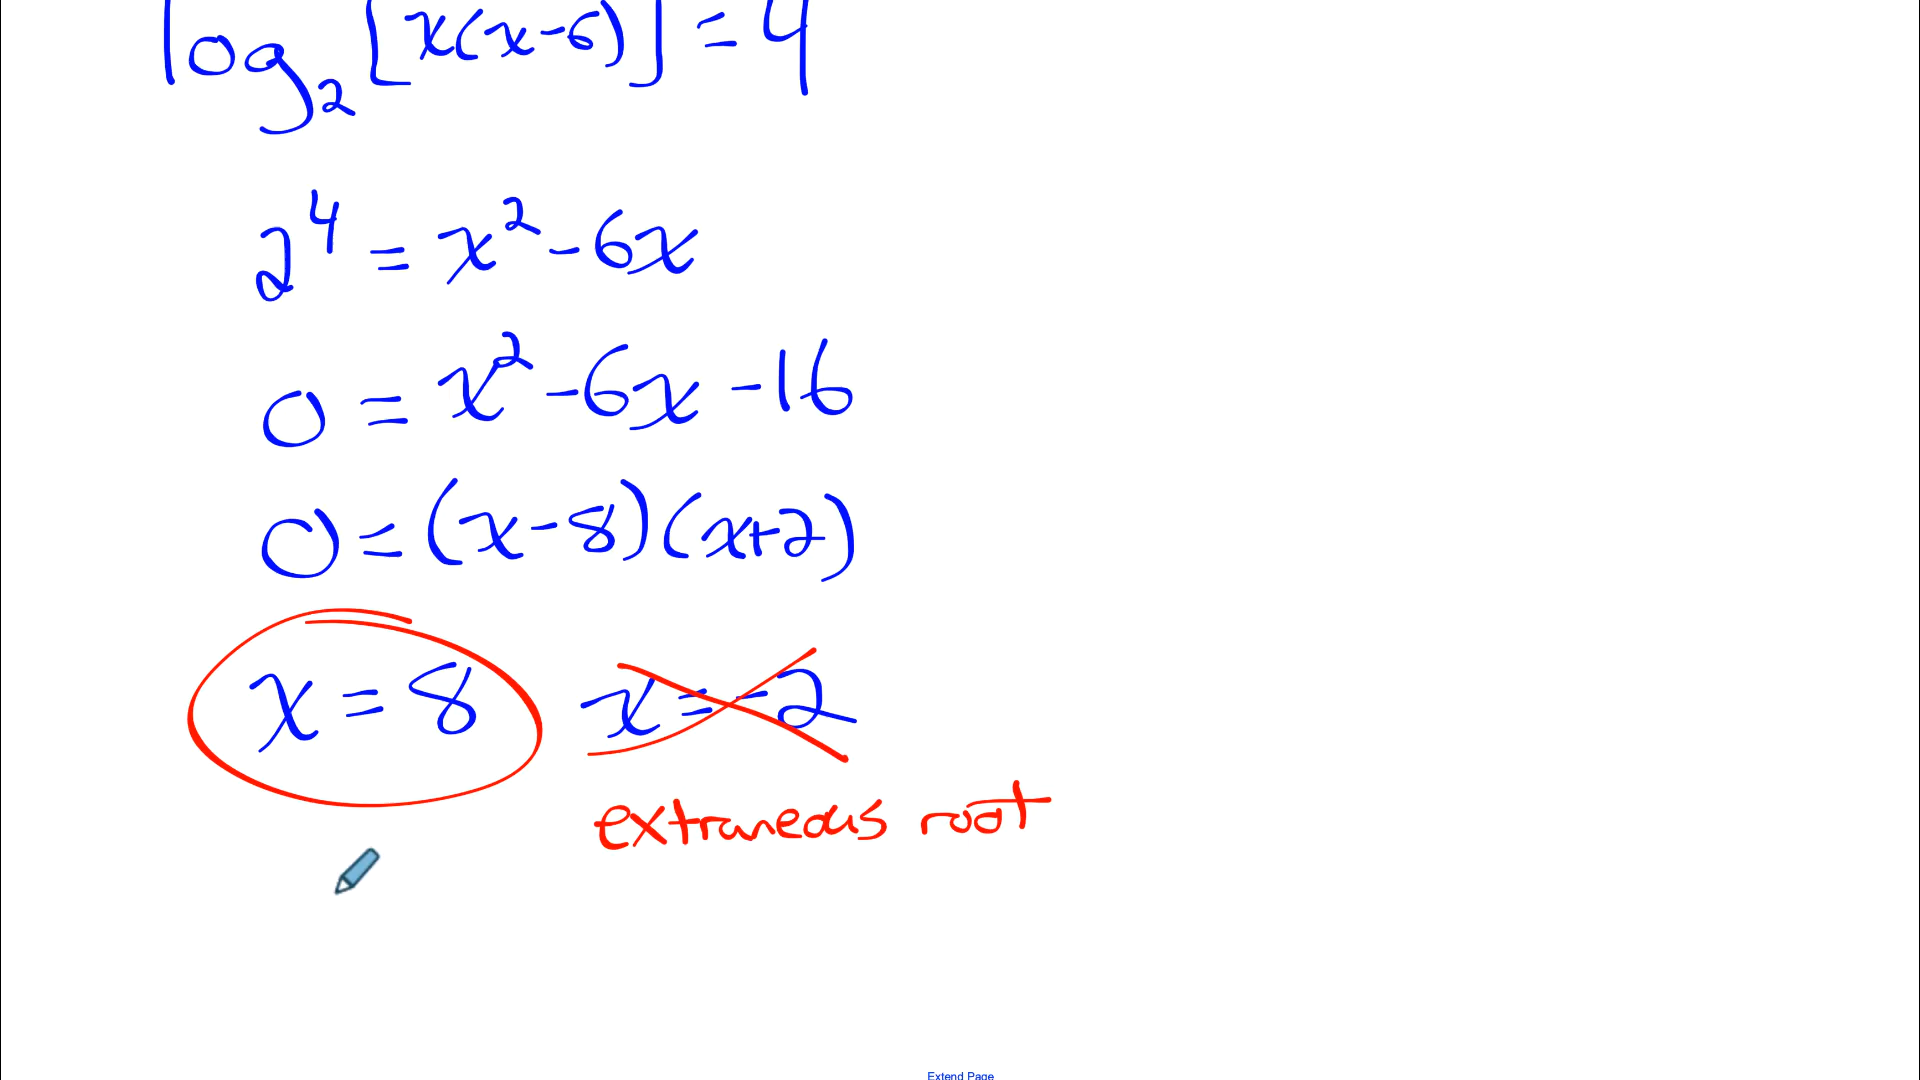 log₂ [x(x-6)] = 4
2⁴ = x² - 6x
0 = x² - 6x - 16
0 = (x-8)(x+2)
x = 8 x = -2
extraneous root
Extend Page